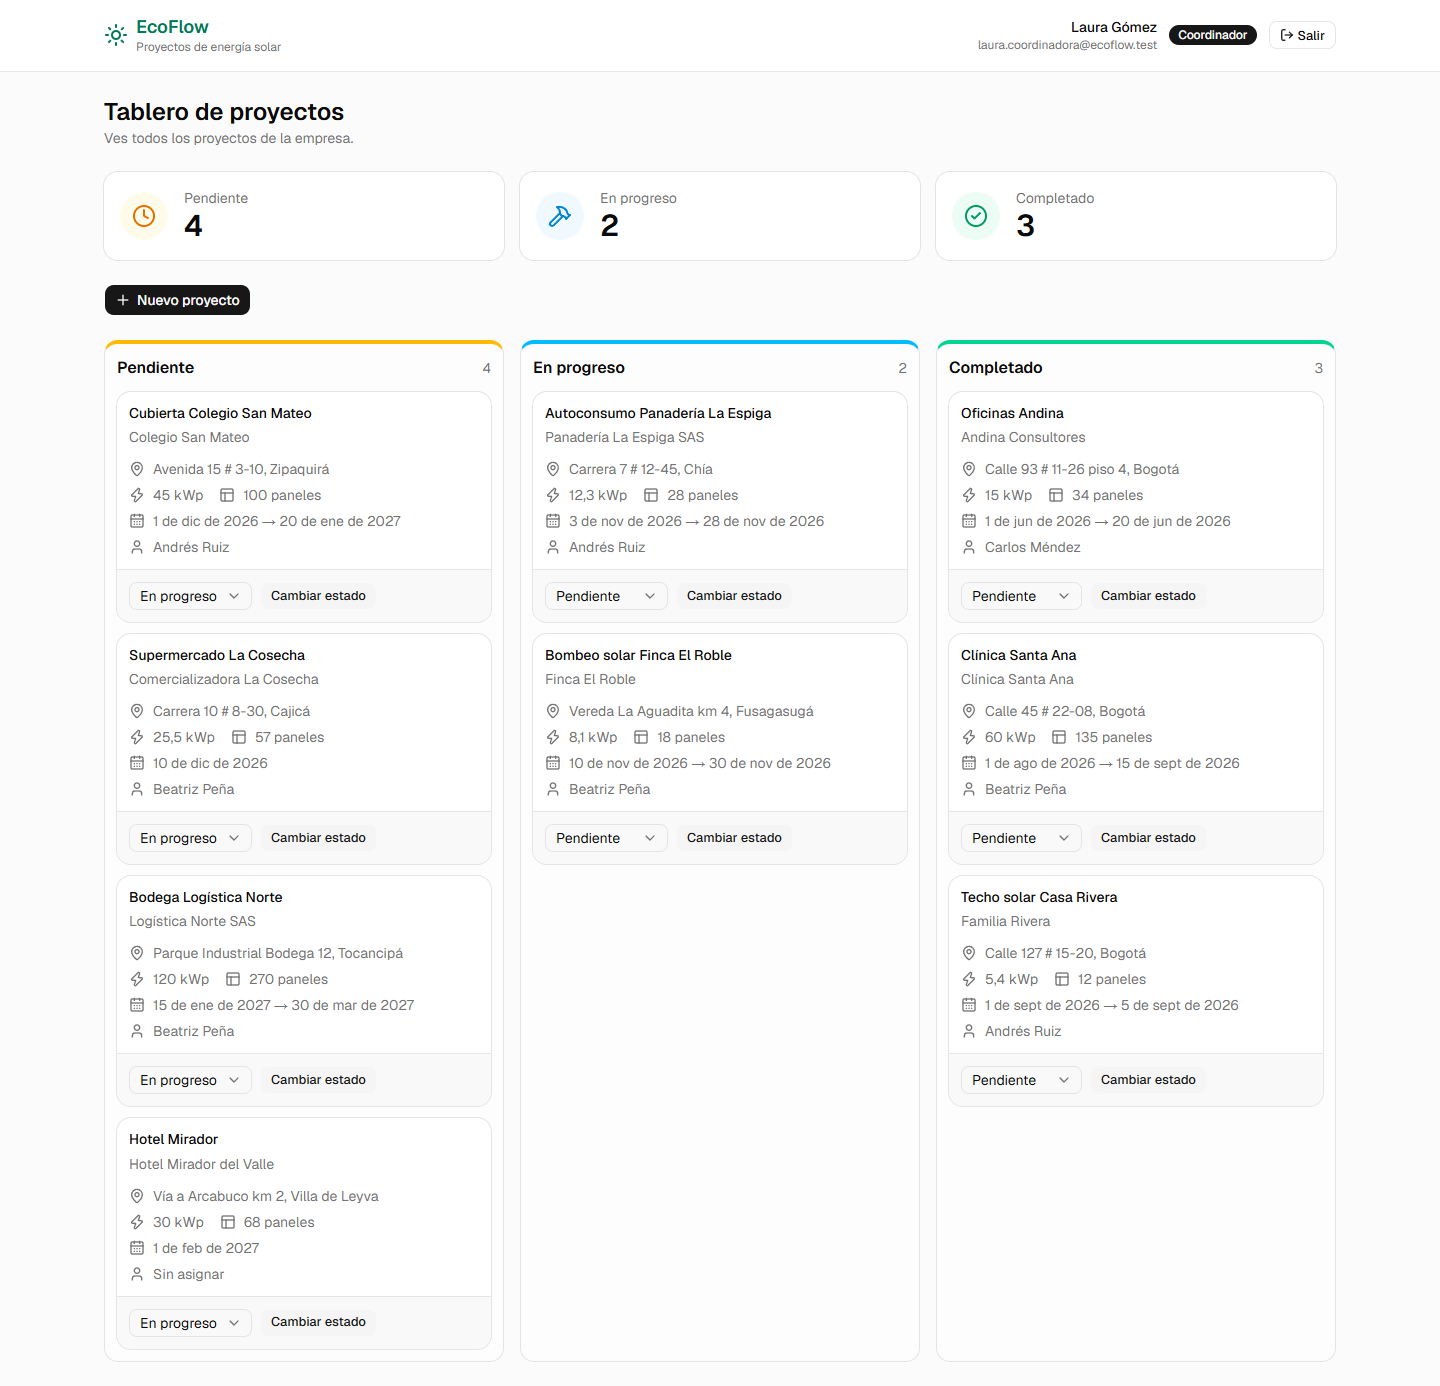 EcoFlow
Proyectos de energía solar
Laura Gómez
laura.coordinadora@ecoflow.test
Coordinador
Salir
Tablero de proyectos
Ves todos los proyectos de la empresa.
Pendiente
4
En progreso
2
Completado
3
Nuevo proyecto
Pendiente 4
Cubierta Colegio San Mateo
Colegio San Mateo
Avenida 15 # 3-10, Zipaquirá
45 kWp 100 paneles
1 de dic de 2026 → 20 de ene de 2027
Andrés Ruiz
En progreso Cambiar estado
Supermercado La Cosecha
Comercializadora La Cosecha
Carrera 10 # 8-30, Cajicá
25,5 kWp 57 paneles
10 de dic de 2026
Beatriz Peña
En progreso Cambiar estado
Bodega Logística Norte
Logística Norte SAS
Parque Industrial Bodega 12, Tocancipá
120 kWp 270 paneles
15 de ene de 2027 → 30 de mar de 2027
Beatriz Peña
En progreso Cambiar estado
Hotel Mirador
Hotel Mirador del Valle
Vía a Arcabuco km 2, Villa de Leyva
30 kWp 68 paneles
1 de feb de 2027
Sin asignar
En progreso Cambiar estado
En progreso 2
Autoconsumo Panadería La Espiga
Panadería La Espiga SAS
Carrera 7 # 12-45, Chía
12,3 kWp 28 paneles
3 de nov de 2026 → 28 de nov de 2026
Andrés Ruiz
Pendiente Cambiar estado
Bombeo solar Finca El Roble
Finca El Roble
Vereda La Aguadita km 4, Fusagasugá
8,1 kWp 18 paneles
10 de nov de 2026 → 30 de nov de 2026
Beatriz Peña
Pendiente Cambiar estado
Completado 3
Oficinas Andina
Andina Consultores
Calle 93 # 11-26 piso 4, Bogotá
15 kWp 34 paneles
1 de jun de 2026 → 20 de jun de 2026
Carlos Méndez
Pendiente Cambiar estado
Clínica Santa Ana
Clínica Santa Ana
Calle 45 # 22-08, Bogotá
60 kWp 135 paneles
1 de ago de 2026 → 15 de sept de 2026
Beatriz Peña
Pendiente Cambiar estado
Techo solar Casa Rivera
Familia Rivera
Calle 127 # 15-20, Bogotá
5,4 kWp 12 paneles
1 de sept de 2026 → 5 de sept de 2026
Andrés Ruiz
Pendiente Cambiar estado